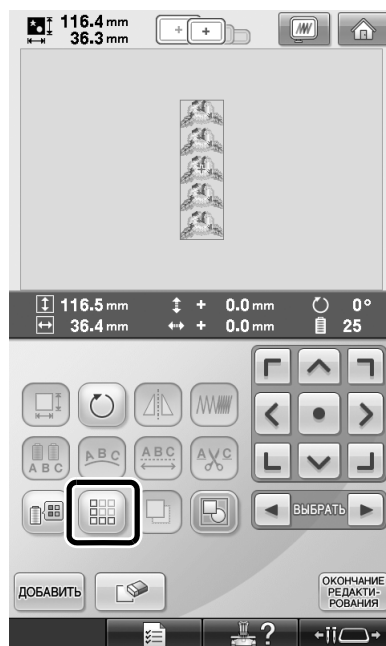 116.4 mm
36.3 mm
116.5 mm + 0.0 mm 0°
36.4 mm + 0.0 mm 25
A B C A B C A B C A V C
ВЫБРАТЬ
ДОБАВИТЬ
ОКОНЧАНИЕ
РЕДАКТИ-
РОВАНИЯ
?